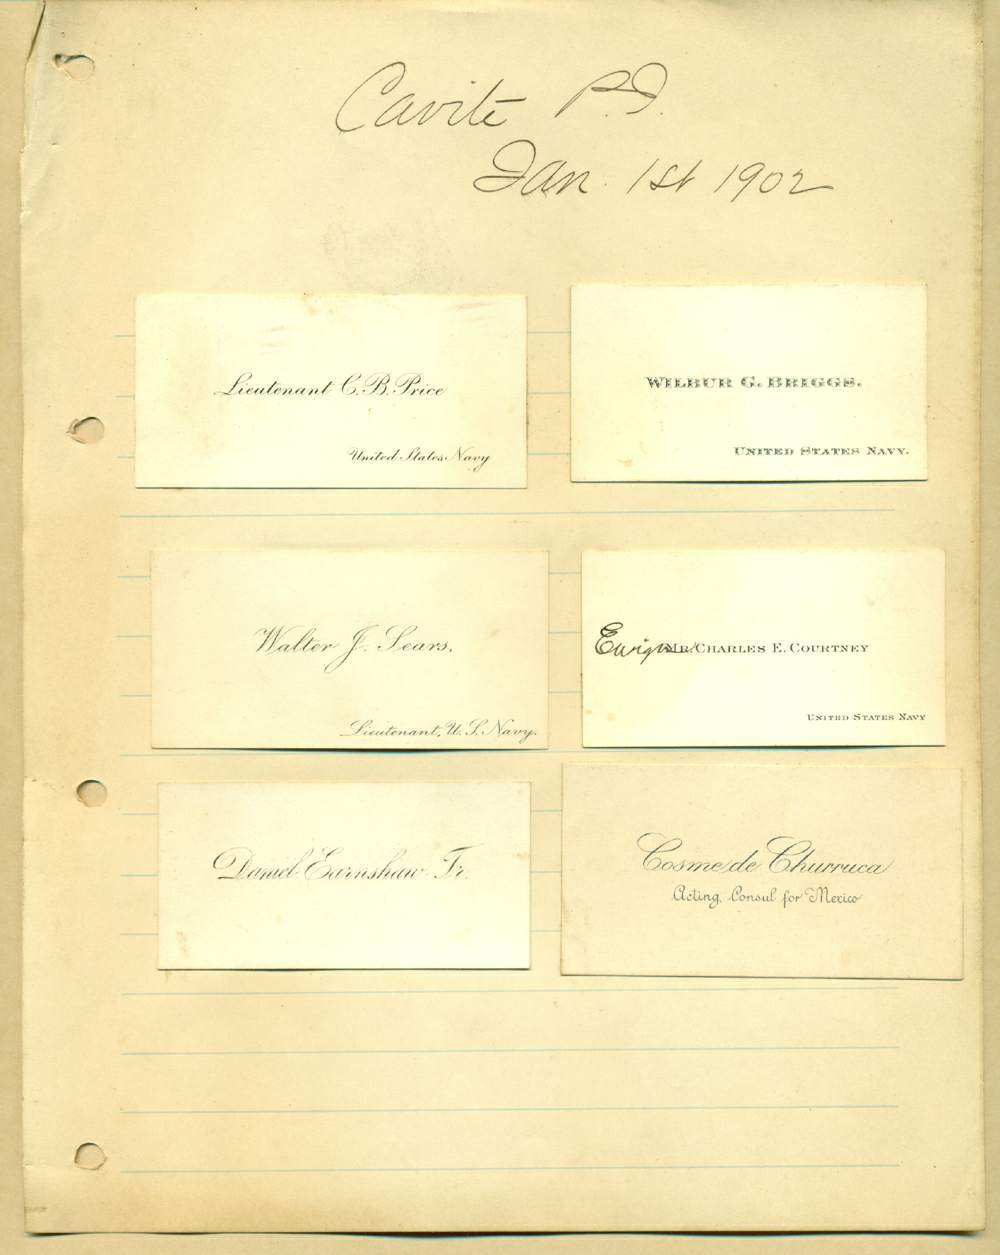 Cavite P.I.
Jan. 1st 1902
Lieutenant C. B. Price
United States Navy
WILBUR G. BRIGGS.
UNITED STATES NAVY.
Walter J. Sears.
Lieutenant, U. S. Navy.
Ensign MR. CHARLES E. COURTNEY
UNITED STATES NAVY
Daniel Earnshaw Jr.
Cosme de Churruca
Acting Consul for Mexico